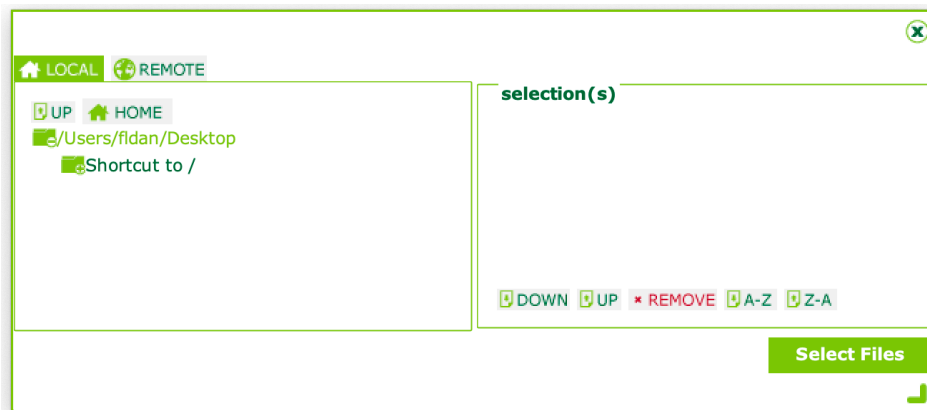 x
LOCAL REMOTE
UP HOME
/Users/fldan/Desktop
Shortcut to /
selection(s)
DOWN UP × REMOVE A-Z Z-A
Select Files